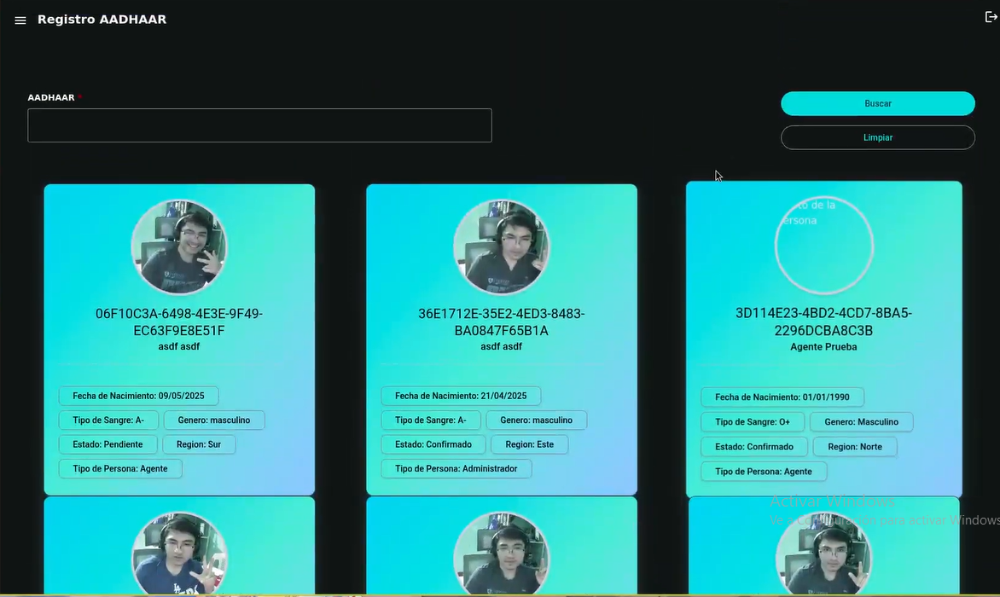 Registro AADHAAR
AADHAAR *
Buscar
Limpiar
06F10C3A-6498-4E3E-9F49-
EC63F9E8E51F
asdf asdf
Fecha de Nacimiento: 09/05/2025
Tipo de Sangre: A-
Genero: masculino
Estado: Pendiente
Region: Sur
Tipo de Persona: Agente
36E1712E-35E2-4ED3-8483-
BA0847F65B1A
asdf asdf
Fecha de Nacimiento: 21/04/2025
Tipo de Sangre: A-
Genero: masculino
Estado: Confirmado
Region: Este
Tipo de Persona: Administrador
to de la
ersona
3D114E23-4BD2-4CD7-8BA5-
2296DCBA8C3B
Agente Prueba
Fecha de Nacimiento: 01/01/1990
Tipo de Sangre: O+
Genero: Masculino
Estado: Confirmado
Region: Norte
Tipo de Persona: Agente
Activar Windows
Ve a Configuración para activar Windows